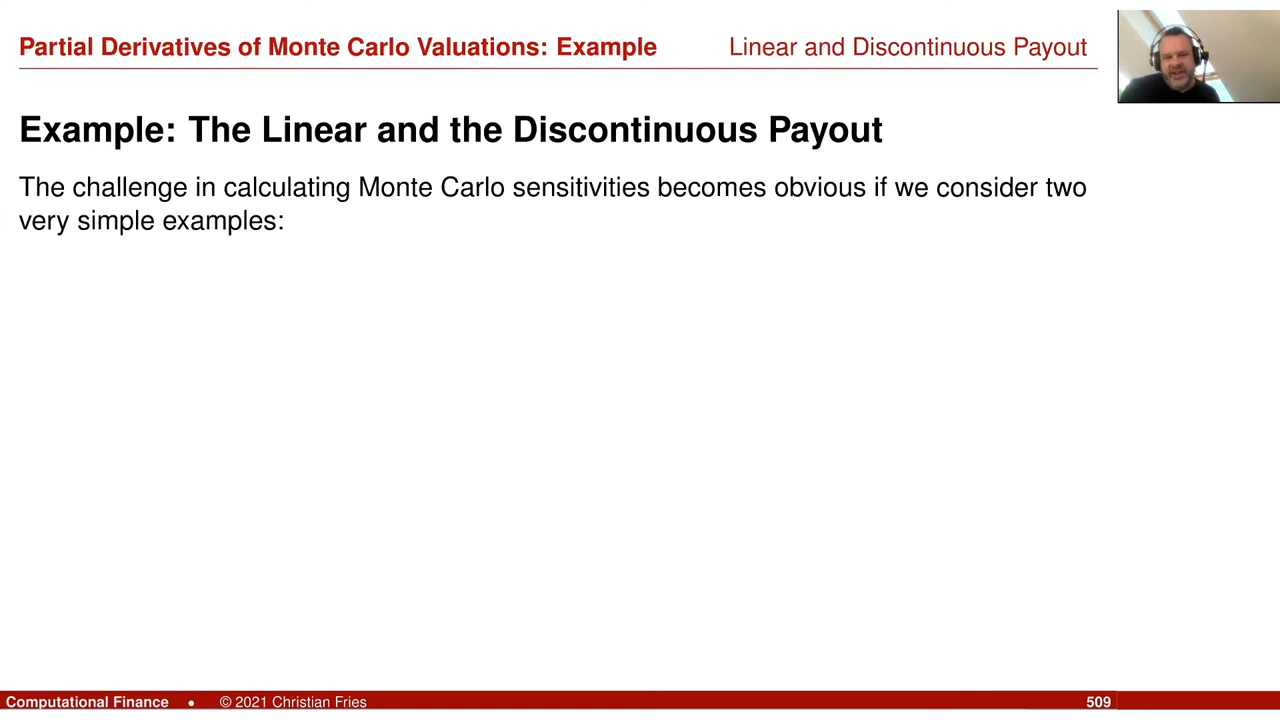 Partial Derivatives of Monte Carlo Valuations: Example Linear and Discontinuous Payout
Example: The Linear and the Discontinuous Payout
The challenge in calculating Monte Carlo sensitivities becomes obvious if we consider two
very simple examples:
Computational Finance • © 2021 Christian Fries 509